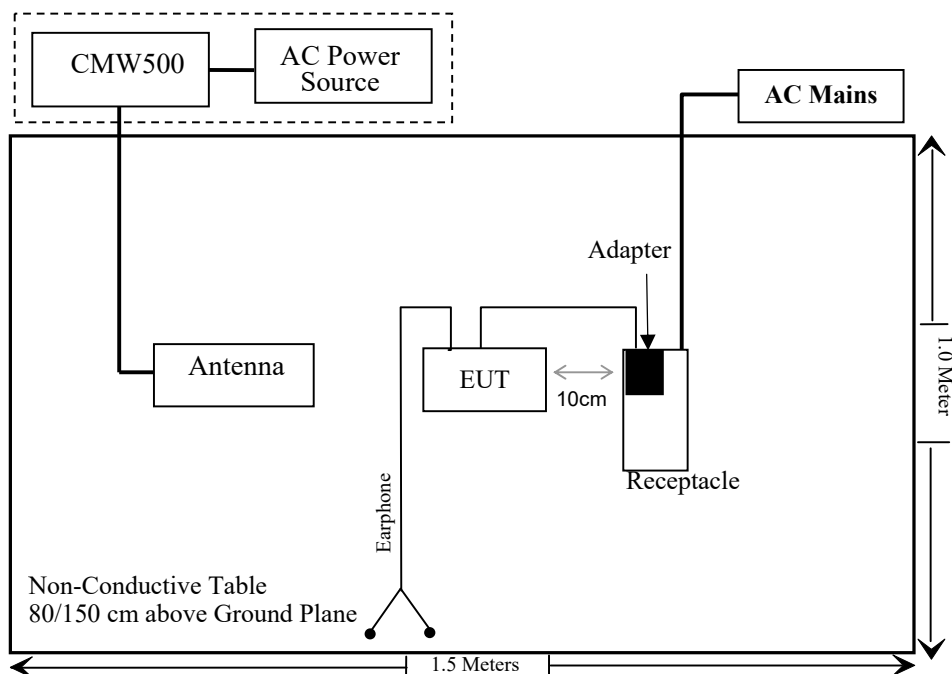 CMW500
AC Power
Source
AC Mains
Adapter
Antenna
EUT
10cm
1.0 Meter
Receptacle
Earphone
Non-Conductive Table
80/150 cm above Ground Plane
1.5 Meters